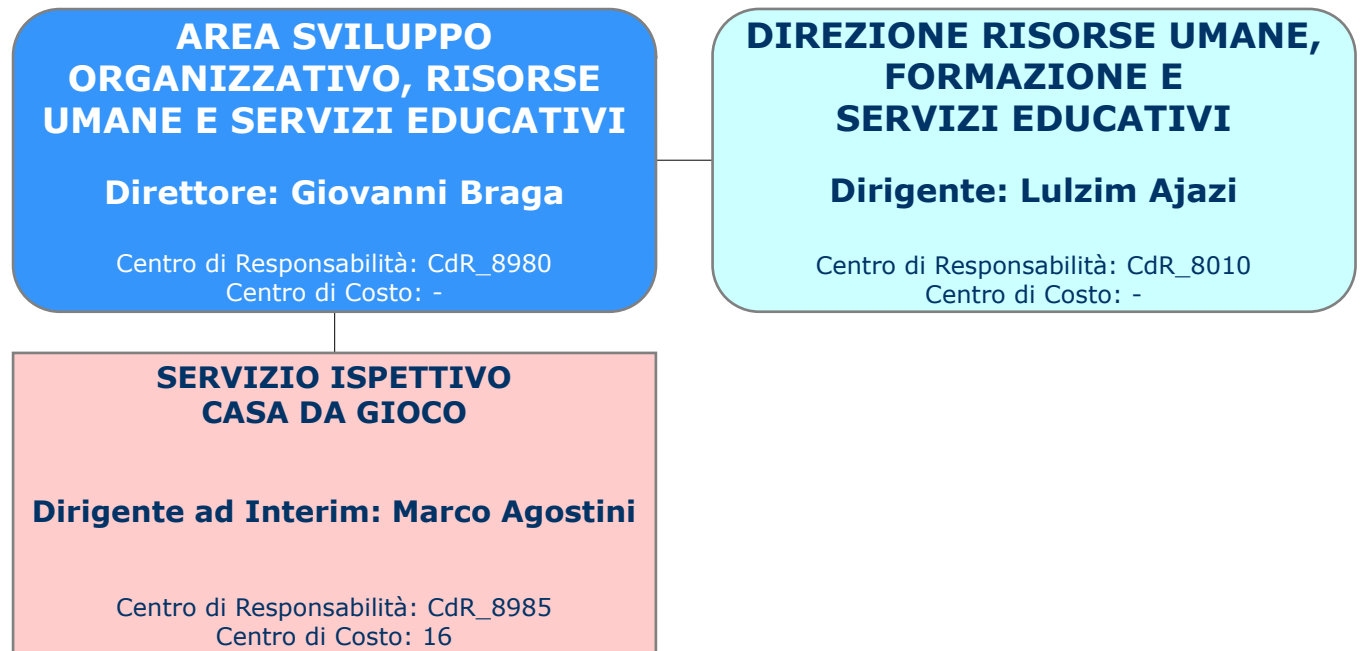 AREA SVILUPPO
ORGANIZZATIVO, RISORSE
UMANE E SERVIZI EDUCATIVI
Direttore: Giovanni Braga
Centro di Responsabilità: CdR_8980
Centro di Costo: -
DIREZIONE RISORSE UMANE,
FORMAZIONE E
SERVIZI EDUCATIVI
Dirigente: Lulzim Ajazi
Centro di Responsabilità: CdR_8010
Centro di Costo: -
SERVIZIO ISPETTIVO
CASA DA GIOCO
Dirigente ad Interim: Marco Agostini
Centro di Responsabilità: CdR_8985
Centro di Costo: 16